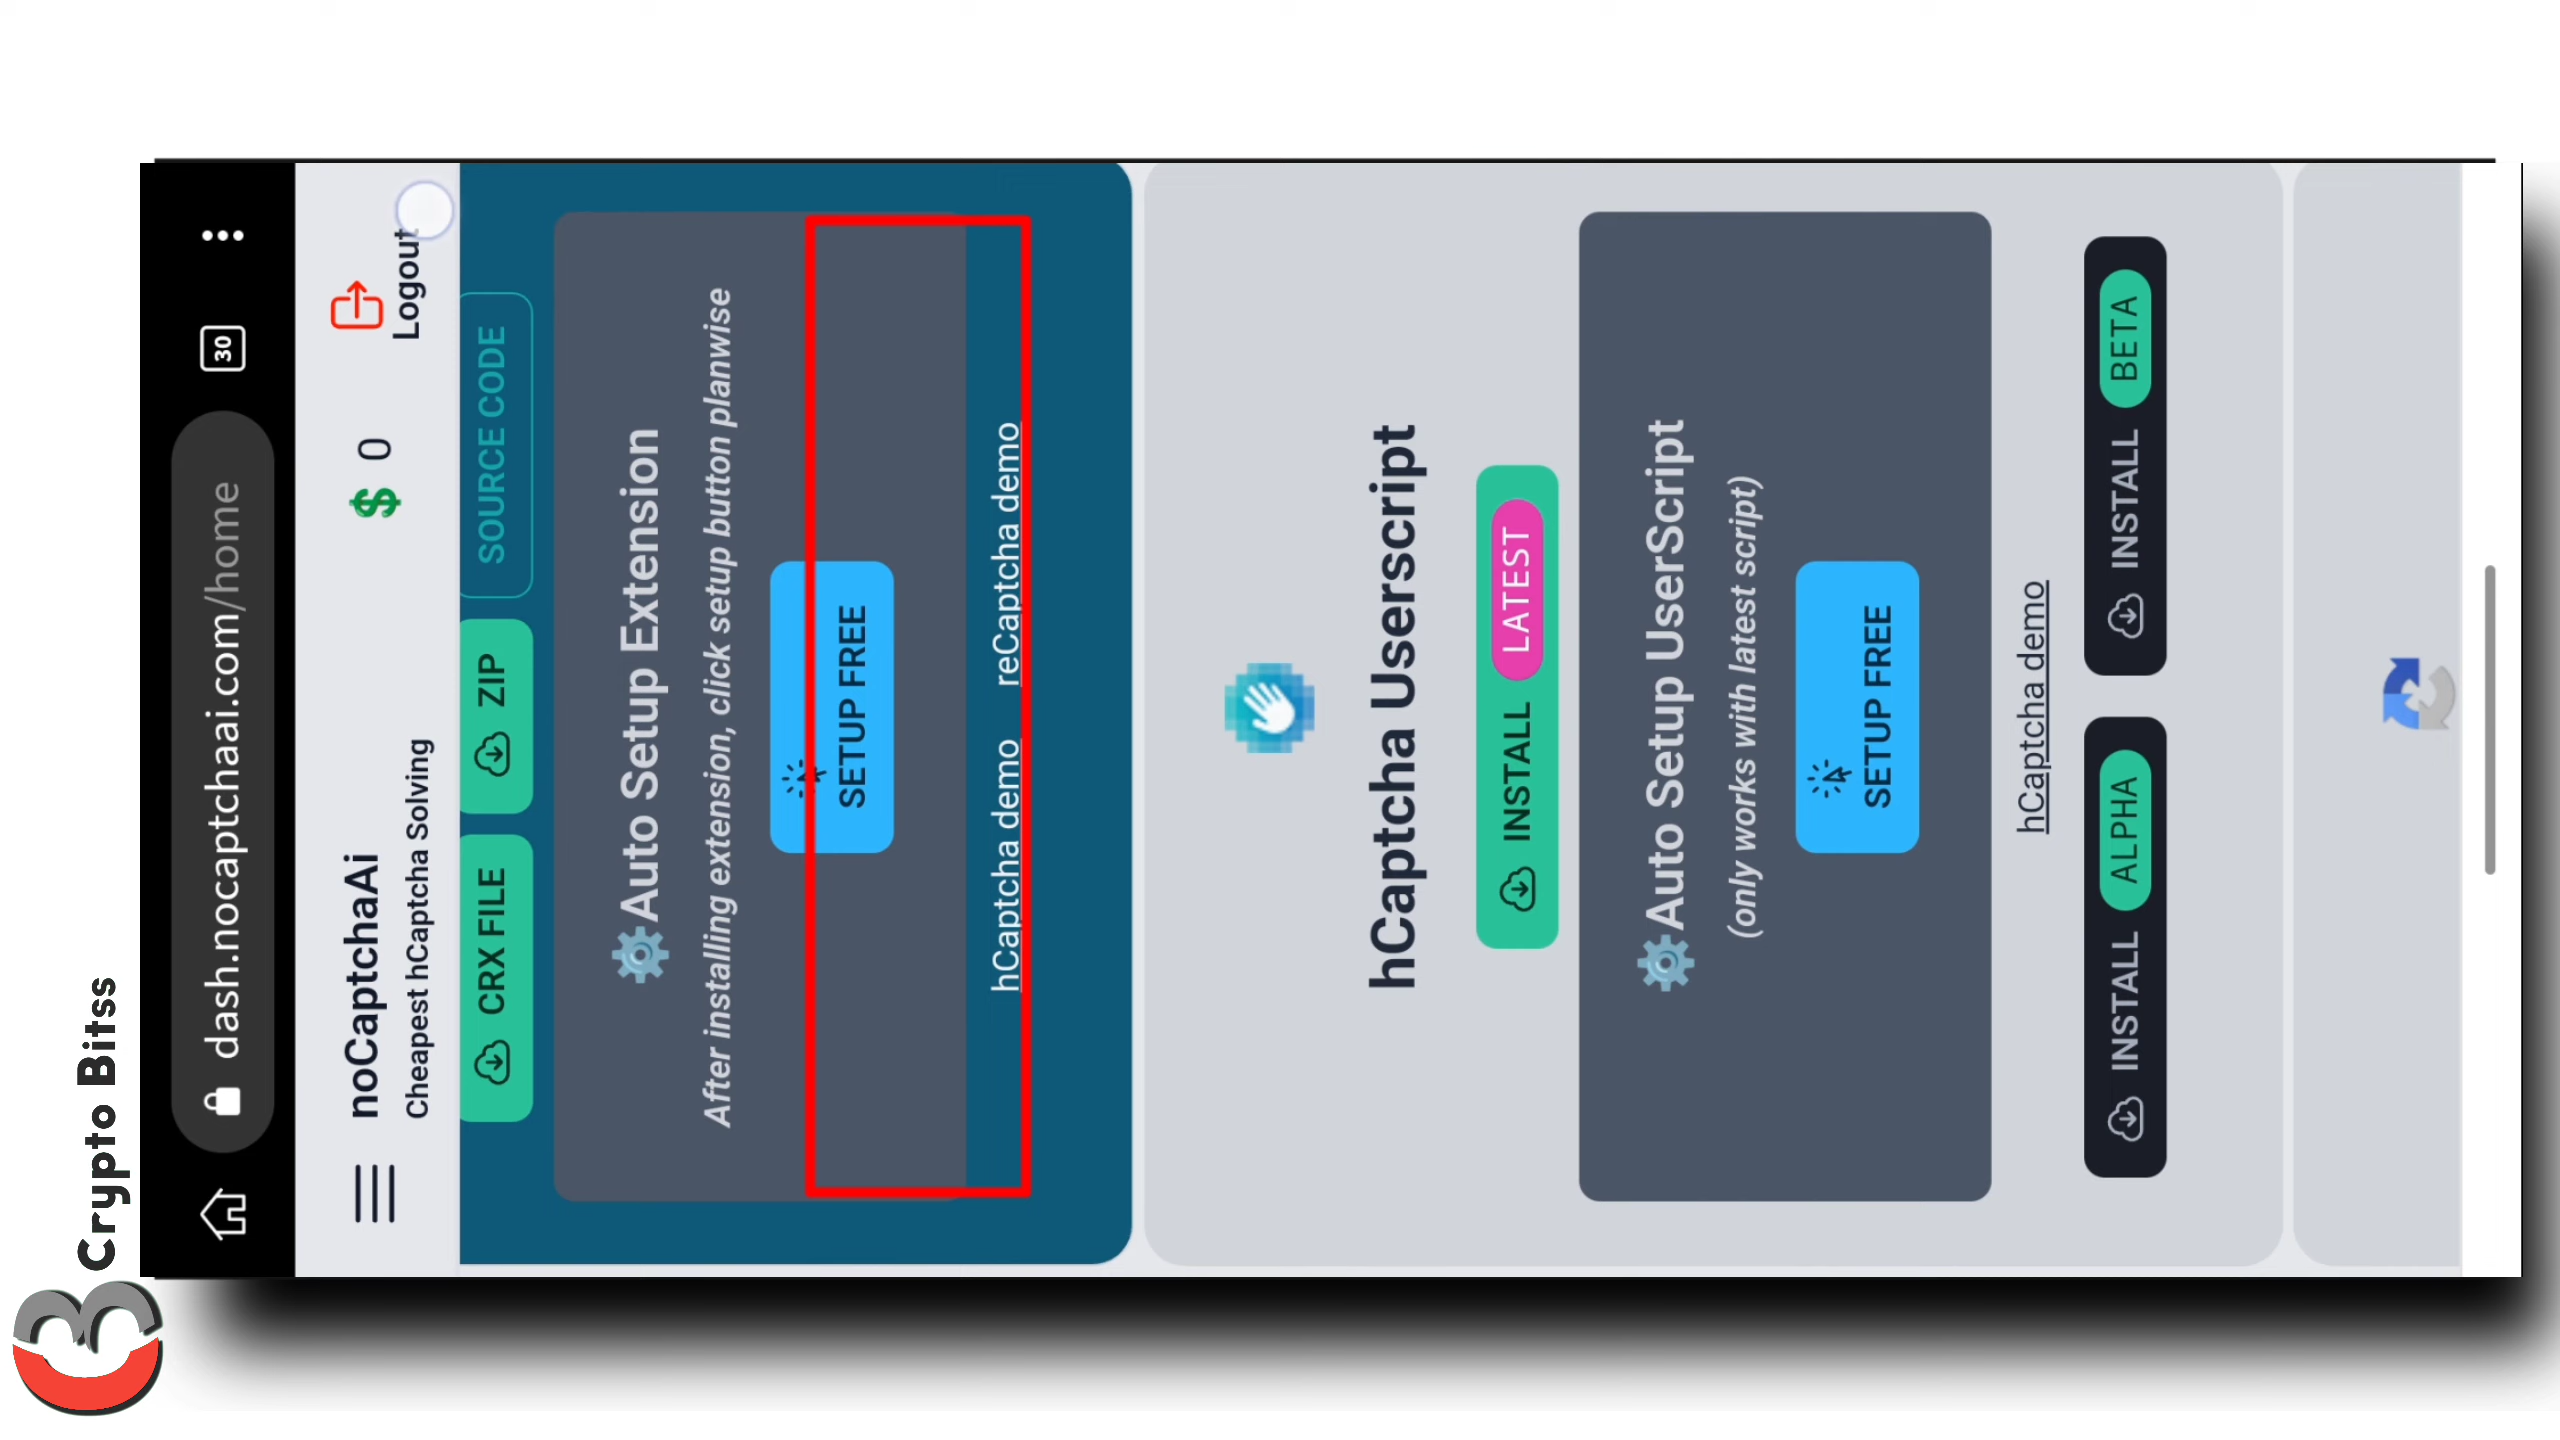 Crypto Bitss
dash.nocaptchaai.com/home
30
noCaptchaAi
Cheapest hCaptcha Solving
$ 0
Logout
CRX FILE
ZIP
SOURCE CODE
Auto Setup Extension
After installing extension, click setup button planwise
SETUP FREE
hCaptcha demo reCaptcha demo
hCaptcha Userscript
INSTALL LATEST
Auto Setup UserScript
(only works with latest script)
SETUP FREE
hCaptcha demo
INSTALL ALPHA
INSTALL BETA